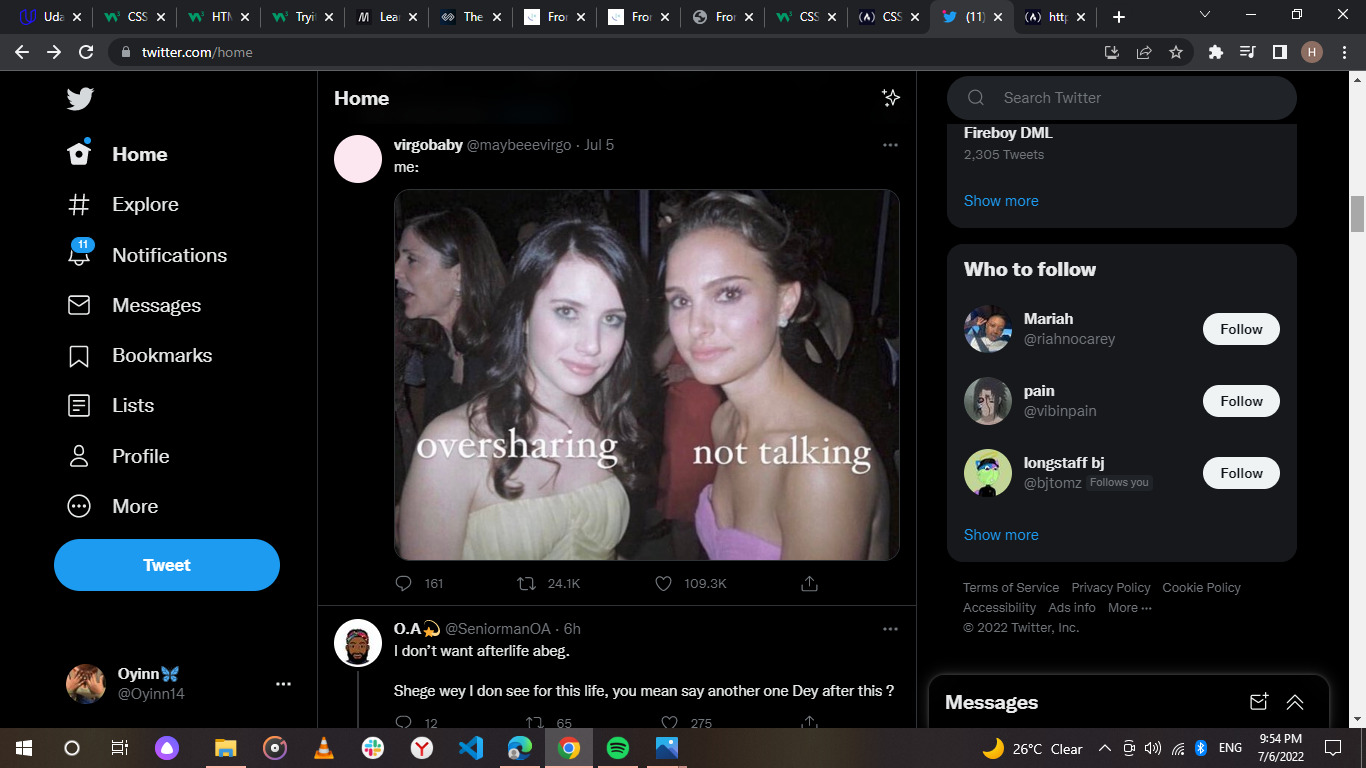 Uda
CSS
HTM
Tryit
Lear
The
Fror
Fror
Fror
CSS
CSS
(11)
http
twitter.com/home
H
Home
Explore
11
Notifications
Messages
Bookmarks
Lists
Profile
More
Tweet
Oyinn🦋
@Oyinn14
Home
virgobaby @maybeeevirgo · Jul 5
me:
oversharing
not talking
161 24.1K 109.3K
O.A💫 @SeniormanOA · 6h
I don't want afterlife abeg.
Shege wey I don see for this life, you mean say another one Dey after this ?
12 65 275
Search Twitter
Fireboy DML
2,305 Tweets
Show more
Who to follow
Mariah
@riahnocarey
Follow
pain
@vibinpain
Follow
longstaff bj
@bjtomz Follows you
Follow
Show more
Terms of Service Privacy Policy Cookie Policy
Accessibility Ads info More ···
© 2022 Twitter, Inc.
Messages
26°C Clear
ENG
9:54 PM
7/6/2022